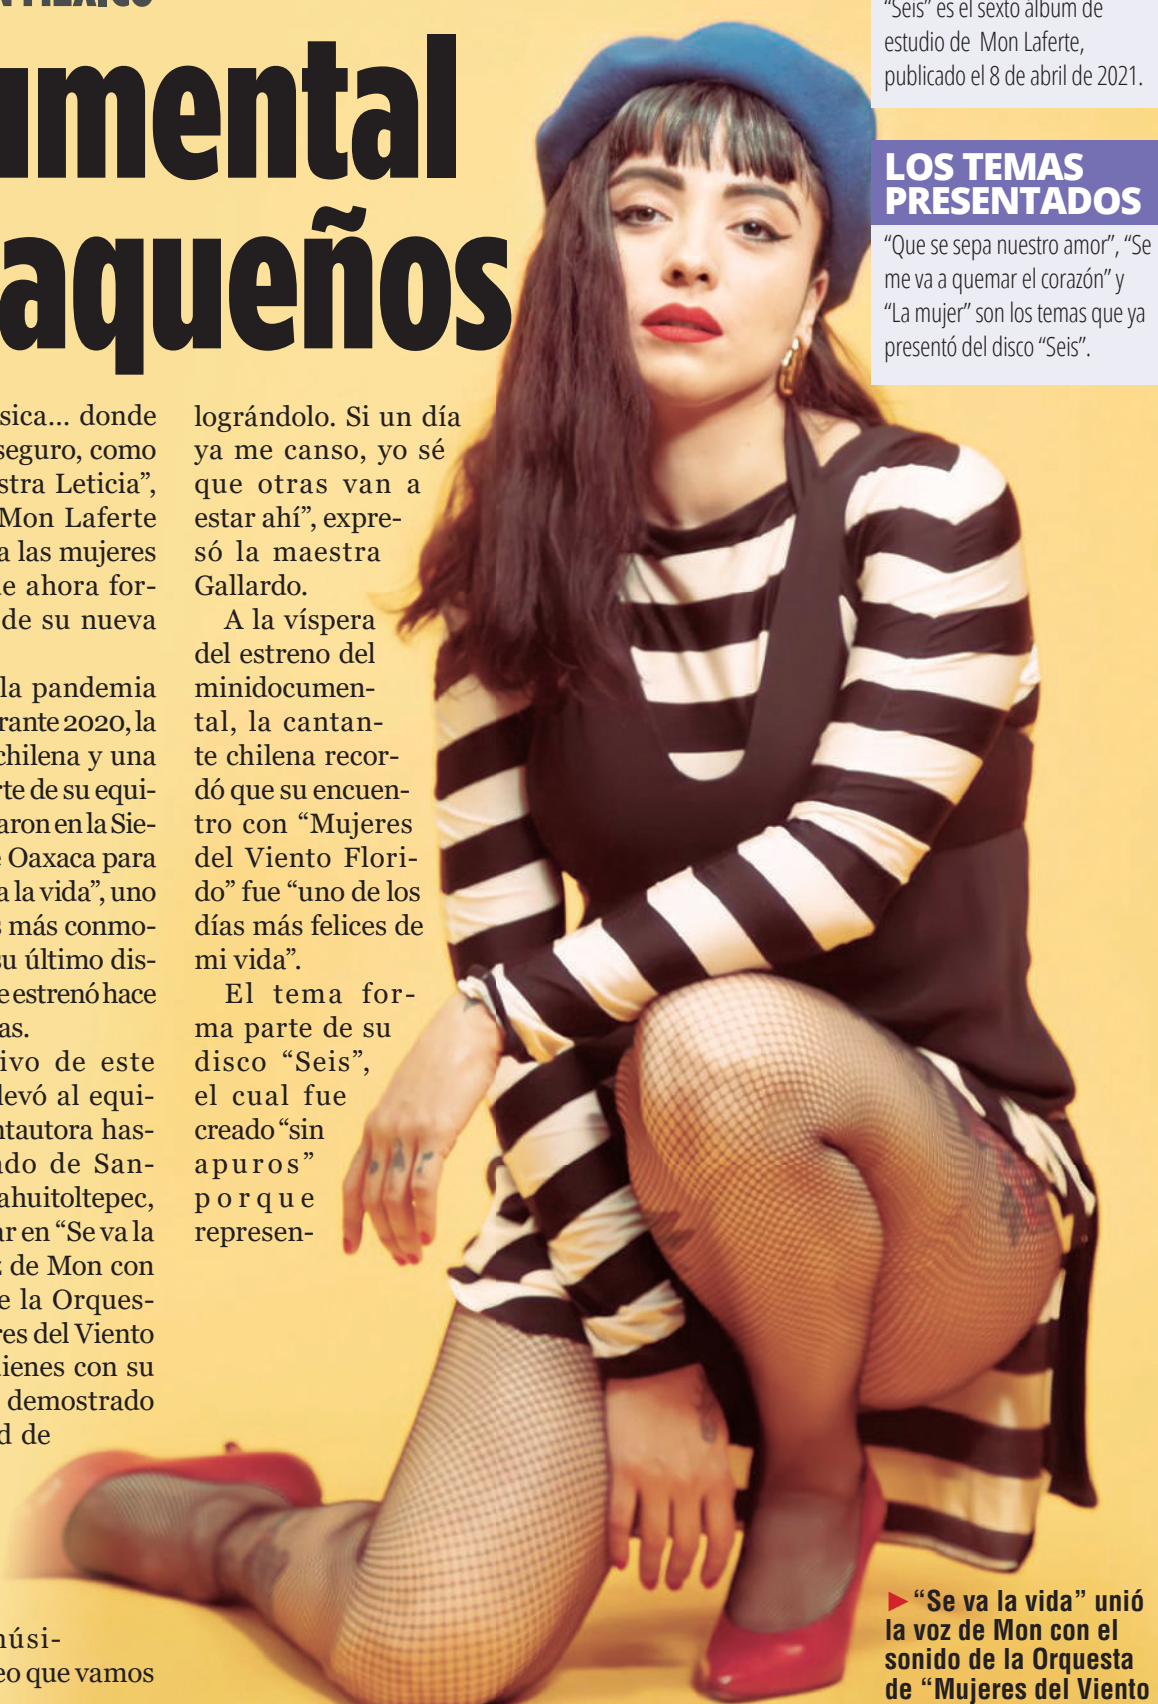 MÉXICO
umental
aqueños
sica... donde
seguro, como
stra Leticia”,
Mon Laferte
a las mujeres
e ahora for-
de su nueva
la pandemia
rante 2020, la
chilena y una
rte de su equi-
aron en la Sie-
Oaxaca para
a la vida”, uno
s más conmo-
su último dis-
e estrenó hace
as.
ivo de este
levó al equi-
ntautora has-
do de San-
ahuitoltepec,
ar en “Se va la
z de Mon con
e la Orques-
res del Viento
uienes con su
demostrado
d de
núsi-
eo que vamos
lográndolo. Si un día
ya me canso, yo sé
que otras van a
estar ahí”, expre-
só la maestra
Gallardo.
A la víspera
del estreno del
minidocumen-
tal, la cantan-
te chilena recor-
dó que su encuen-
tro con “Mujeres
del Viento Flori-
do” fue “uno de los
días más felices de
mi vida”.
El tema for-
ma parte de su
disco “Seis”,
el cual fue
creado “sin
apuros”
porque
represen-
“Seis” es el sexto álbum de
estudio de Mon Laferte,
publicado el 8 de abril de 2021.
LOS TEMAS
PRESENTADOS
“Que se sepa nuestro amor”, “Se
me va a quemar el corazón” y
“La mujer” son los temas que ya
presentó del disco “Seis”.
►“Se va la vida” unió
la voz de Mon con el
sonido de la Orquesta
de “Mujeres del Viento